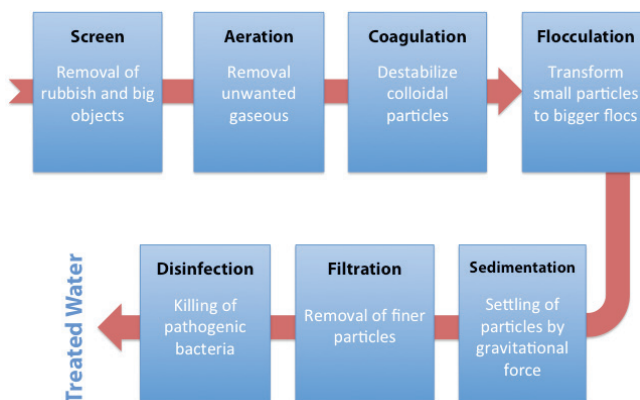 Screen
Removal of
rubbish and big
objects
Aeration
Removal
unwanted
gaseous
Coagulation
Destabilize
colloidal
particles
Flocculation
Transform
small particles
to bigger flocs
Sedimentation
Settling of
particles by
gravitational
force
Filtration
Removal of finer
particles
Disinfection
Killing of
pathogenic
bacteria
Treated Water